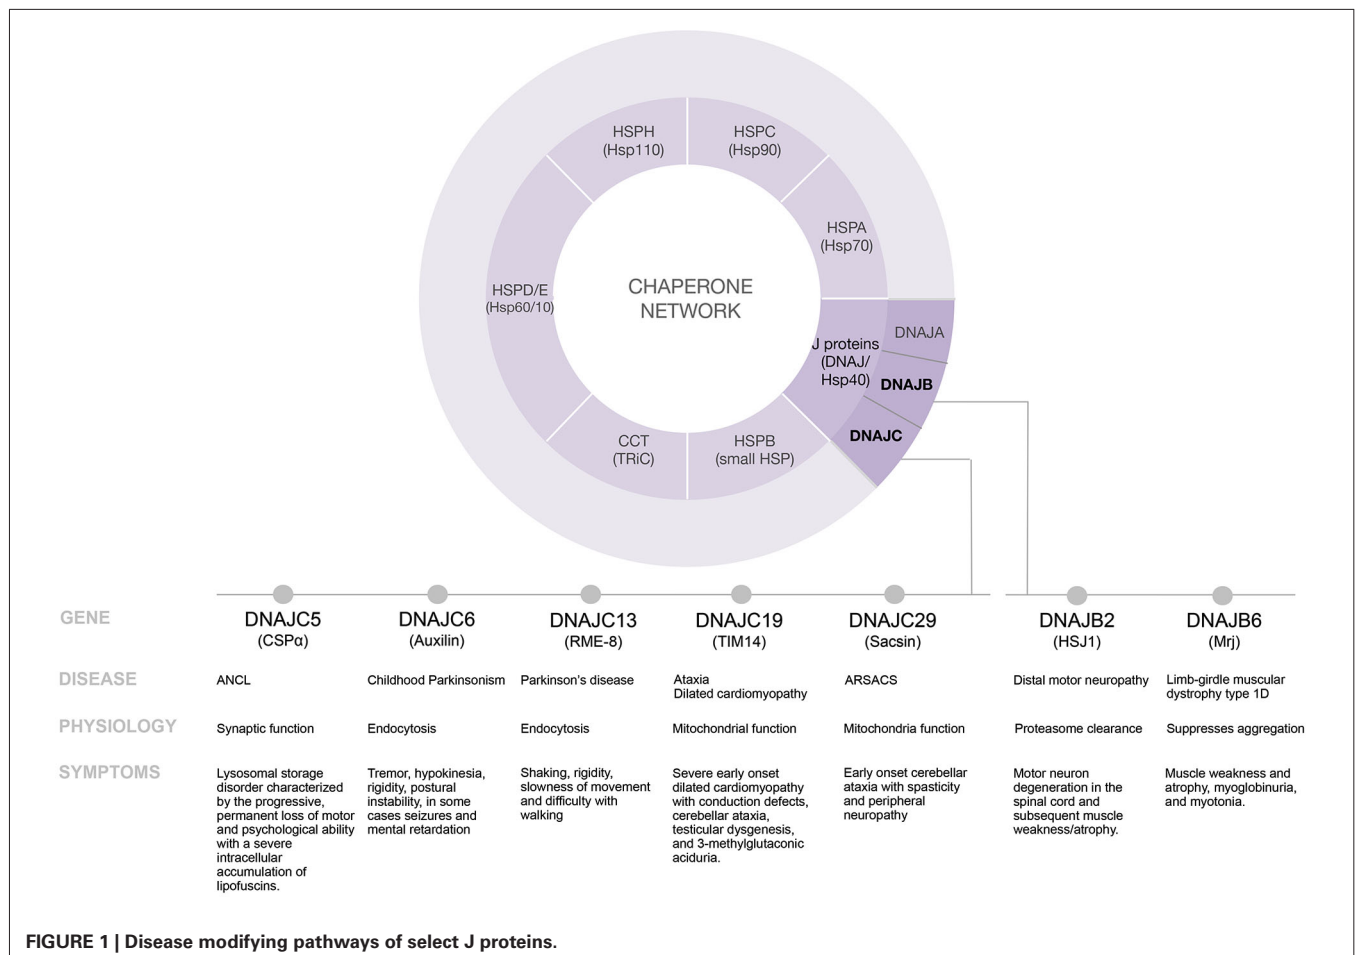 HSPH
(Hsp110)
HSPC
(Hsp90)
HSPA
(Hsp70)
HSPD/E
(Hsp60/10)
CHAPERONE
NETWORK
J proteins
(DNAJ/
Hsp40)
DNAJA
DNAJB
DNAJC
CCT
(TRiC)
HSPB
(small HSP)
GENE
DNAJC5
(CSPα)
DNAJC6
(Auxilin)
DNAJC13
(RME-8)
DNAJC19
(TIM14)
DNAJC29
(Sacsin)
DNAJB2
(HSJ1)
DNAJB6
(Mrj)
DISEASE
ANCL
Childhood Parkinsonism
Parkinson's disease
Ataxia
Dilated cardiomyopathy
ARSACS
Distal motor neuropathy
Limb-girdle muscular
dystrophy type 1D
PHYSIOLOGY
Synaptic function
Endocytosis
Endocytosis
Mitochondrial function
Mitochondria function
Proteasome clearance
Suppresses aggregation
SYMPTOMS
Lysosomal storage
disorder characterized
by the progressive,
permanent loss of motor
and psychological ability
with a severe
intracellular
accumulation of
lipofuscins.
Tremor, hypokinesia,
rigidity, postural
instability, in some
cases seizures and
mental retardation
Shaking, rigidity,
slowness of movement
and difficulty with
walking
Severe early onset
dilated cardiomyopathy
with conduction defects,
cerebellar ataxia,
testicular dysgenesis,
and 3-methylglutaconic
aciduria.
Early onset cerebellar
ataxia with spasticity
and peripheral
neuropathy
Motor neuron
degeneration in the
spinal cord and
subsequent muscle
weakness/atrophy.
Muscle weakness and
atrophy, myoglobinuria,
and myotonia.
FIGURE 1 | Disease modifying pathways of select J proteins.